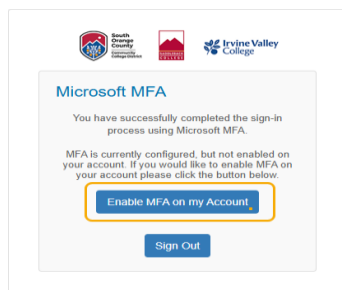 South
Orange
County
Community
College District
Irvine Valley
College
Microsoft MFA
You have successfully completed the sign-in
process using Microsoft MFA.
MFA is currently configured, but not enabled on
your account. If you would like to enable MFA on
your account please click the button below.
Enable MFA on my Account
Sign Out